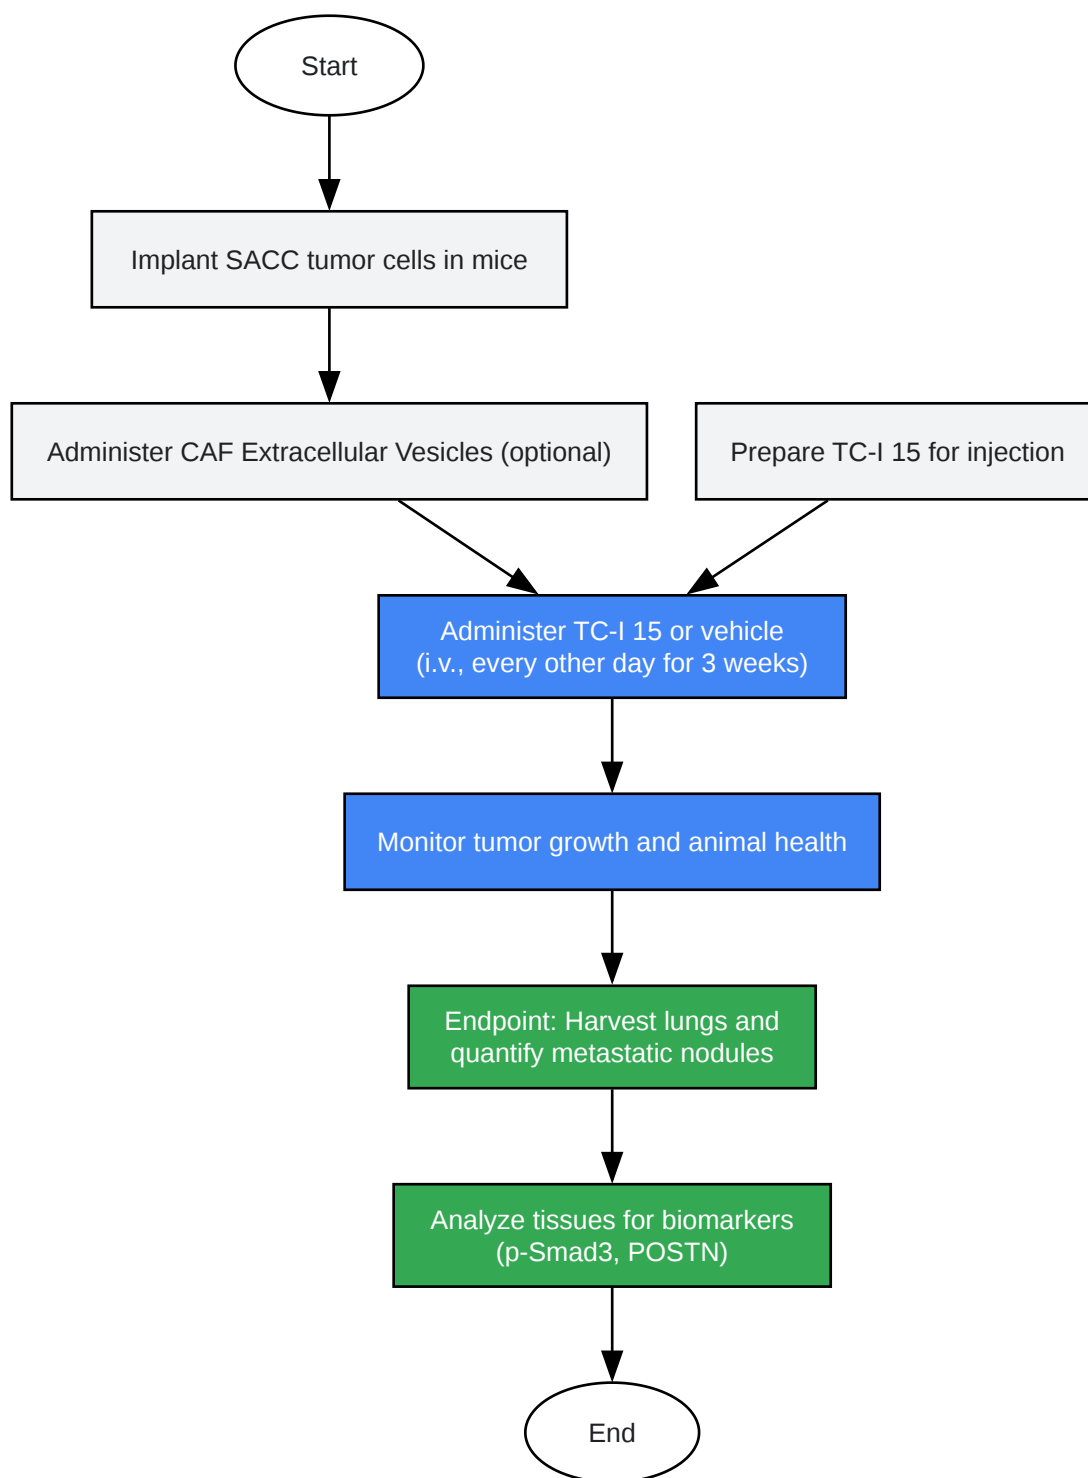 Start
Implant SACC tumor cells in mice
Administer CAF Extracellular Vesicles (optional)
Prepare TC-I 15 for injection
Administer TC-I 15 or vehicle
(i.v., every other day for 3 weeks)
Monitor tumor growth and animal health
Endpoint: Harvest lungs and
quantify metastatic nodules
Analyze tissues for biomarkers
(p-Smad3, POSTN)
End